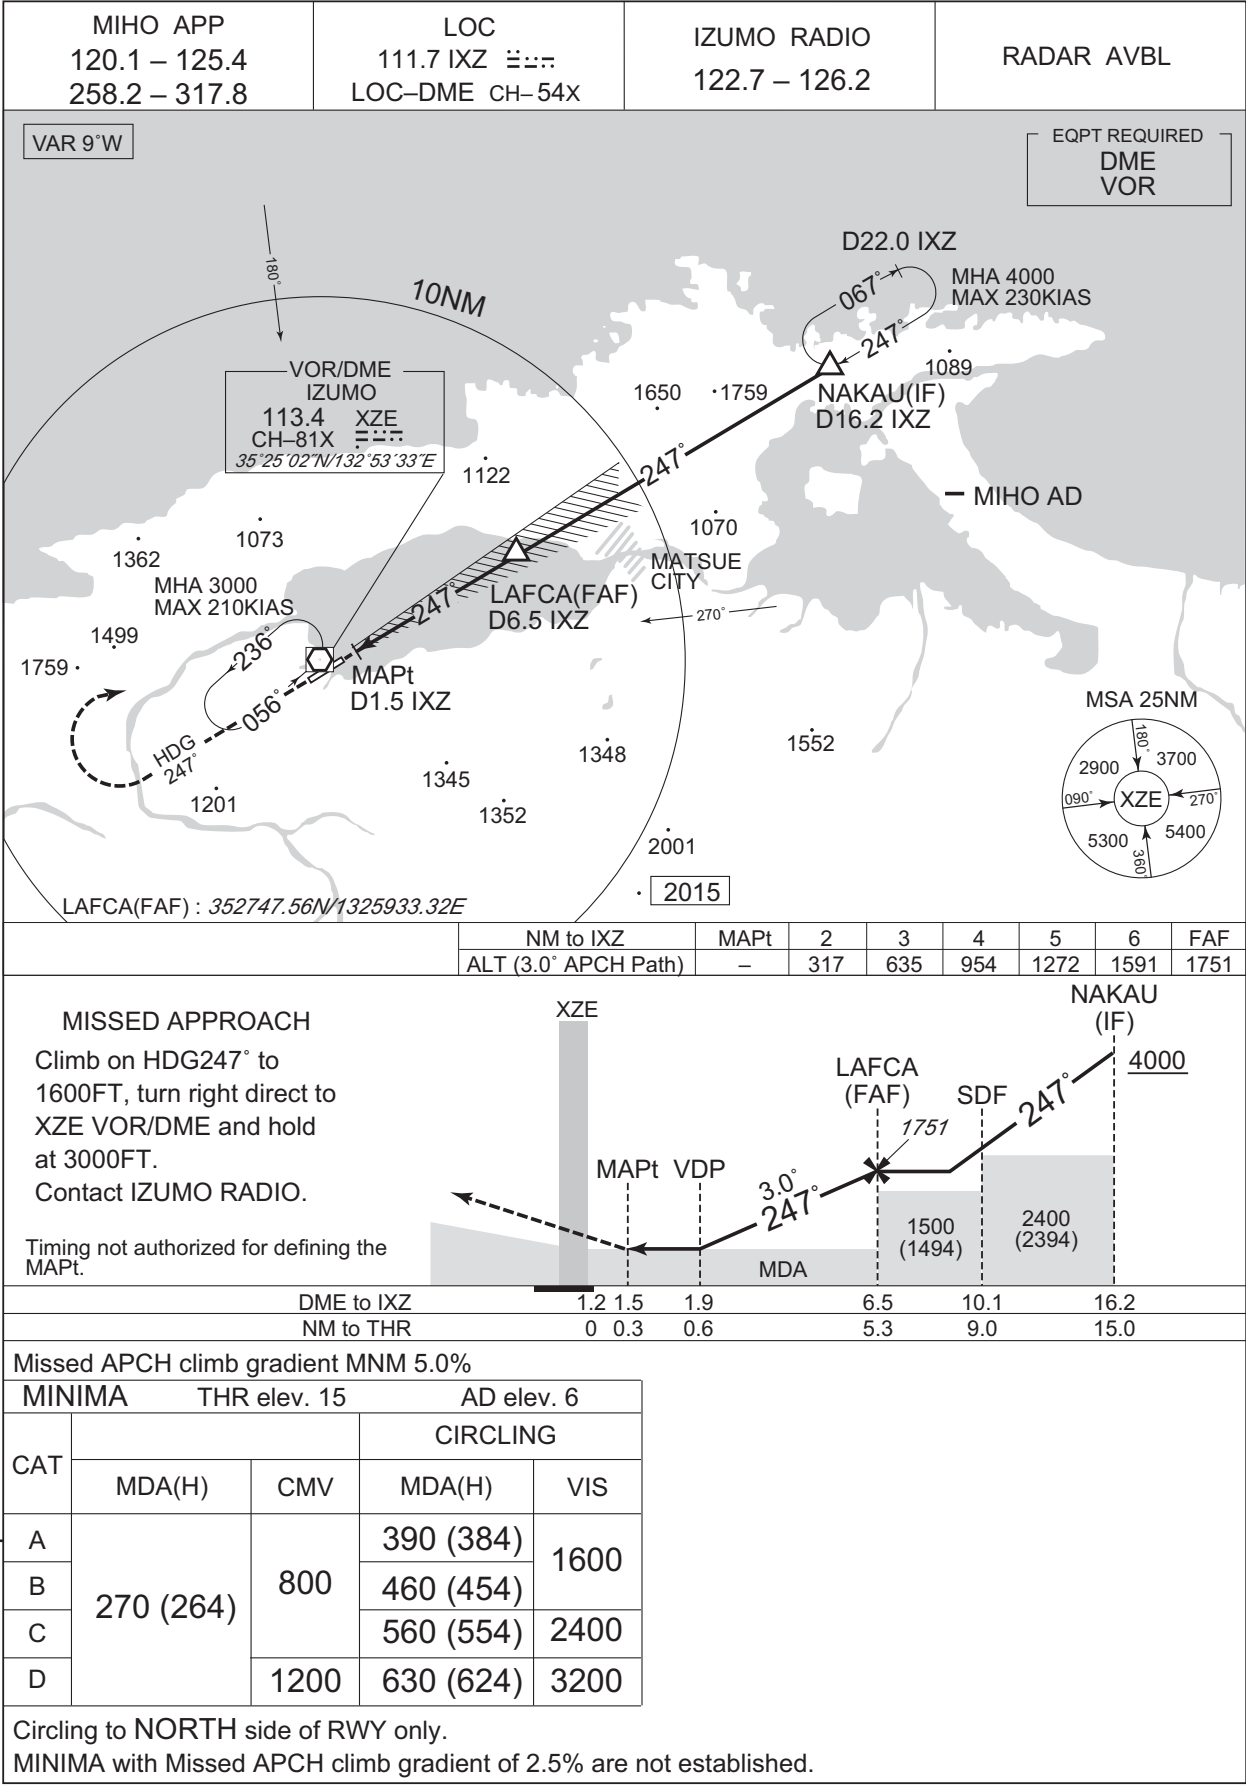 MIHO APP
120.1 – 125.4
258.2 – 317.8
LOC
111.7 IXZ
LOC–DME CH–54X
IZUMO RADIO
122.7 – 126.2
RADAR AVBL
VAR 9°W
EQPT REQUIRED
DME
VOR
180°
10NM
D22.0 IXZ
067°
MHA 4000
MAX 230KIAS
247°
1089
VOR/DME
IZUMO
113.4 XZE
CH–81X
35°25′02″N/132°53′33″E
1650
1759
NAKAU(IF)
D16.2 IXZ
247°
1122
MIHO AD
1073
1362
1070
MATSUE
CITY
MHA 3000
MAX 210KIAS
247°
LAFCA(FAF)
D6.5 IXZ
270°
1499
236°
1759
MAPt
D1.5 IXZ
056°
HDG
247°
1348
1552
1345
1201
1352
2001
2015
MSA 25NM
180°
2900
3700
090°
XZE
270°
5300
5400
360°
LAFCA(FAF) : 352747.56N/1325933.32E
NM to IXZ MAPt 2 3 4 5 6 FAF
ALT (3.0° APCH Path) – 317 635 954 1272 1591 1751
MISSED APPROACH
Climb on HDG247° to
1600FT, turn right direct to
XZE VOR/DME and hold
at 3000FT.
Contact IZUMO RADIO.
Timing not authorized for defining the
MAPt.
XZE
NAKAU
(IF)
4000
LAFCA
(FAF)
SDF
247°
1751
MAPt VDP
3.0°
247°
1500
(1494)
2400
(2394)
MDA
DME to IXZ 1.2 1.5 1.9 6.5 10.1 16.2
NM to THR 0 0.3 0.6 5.3 9.0 15.0
Missed APCH climb gradient MNM 5.0%
MINIMA THR elev. 15 AD elev. 6
CAT
CIRCLING
MDA(H) CMV MDA(H) VIS
A 270 (264) 800 390 (384) 1600
B 460 (454)
C 560 (554) 2400
D 1200 630 (624) 3200
Circling to NORTH side of RWY only.
MINIMA with Missed APCH climb gradient of 2.5% are not established.